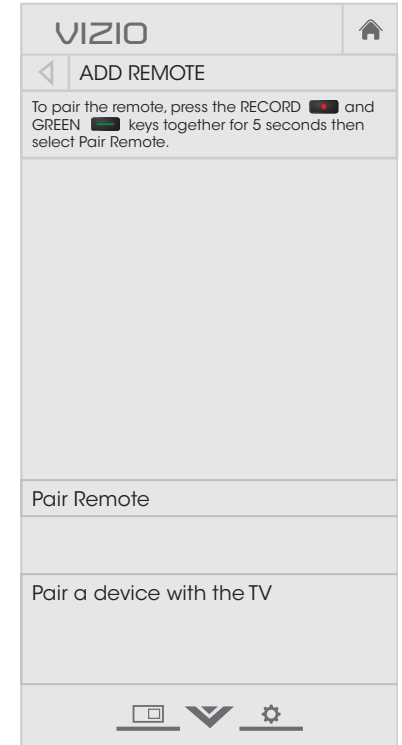 VIZIO
ADD REMOTE
To pair the remote, press the RECORD and
GREEN keys together for 5 seconds then
select Pair Remote.
Pair Remote
Pair a device with the TV